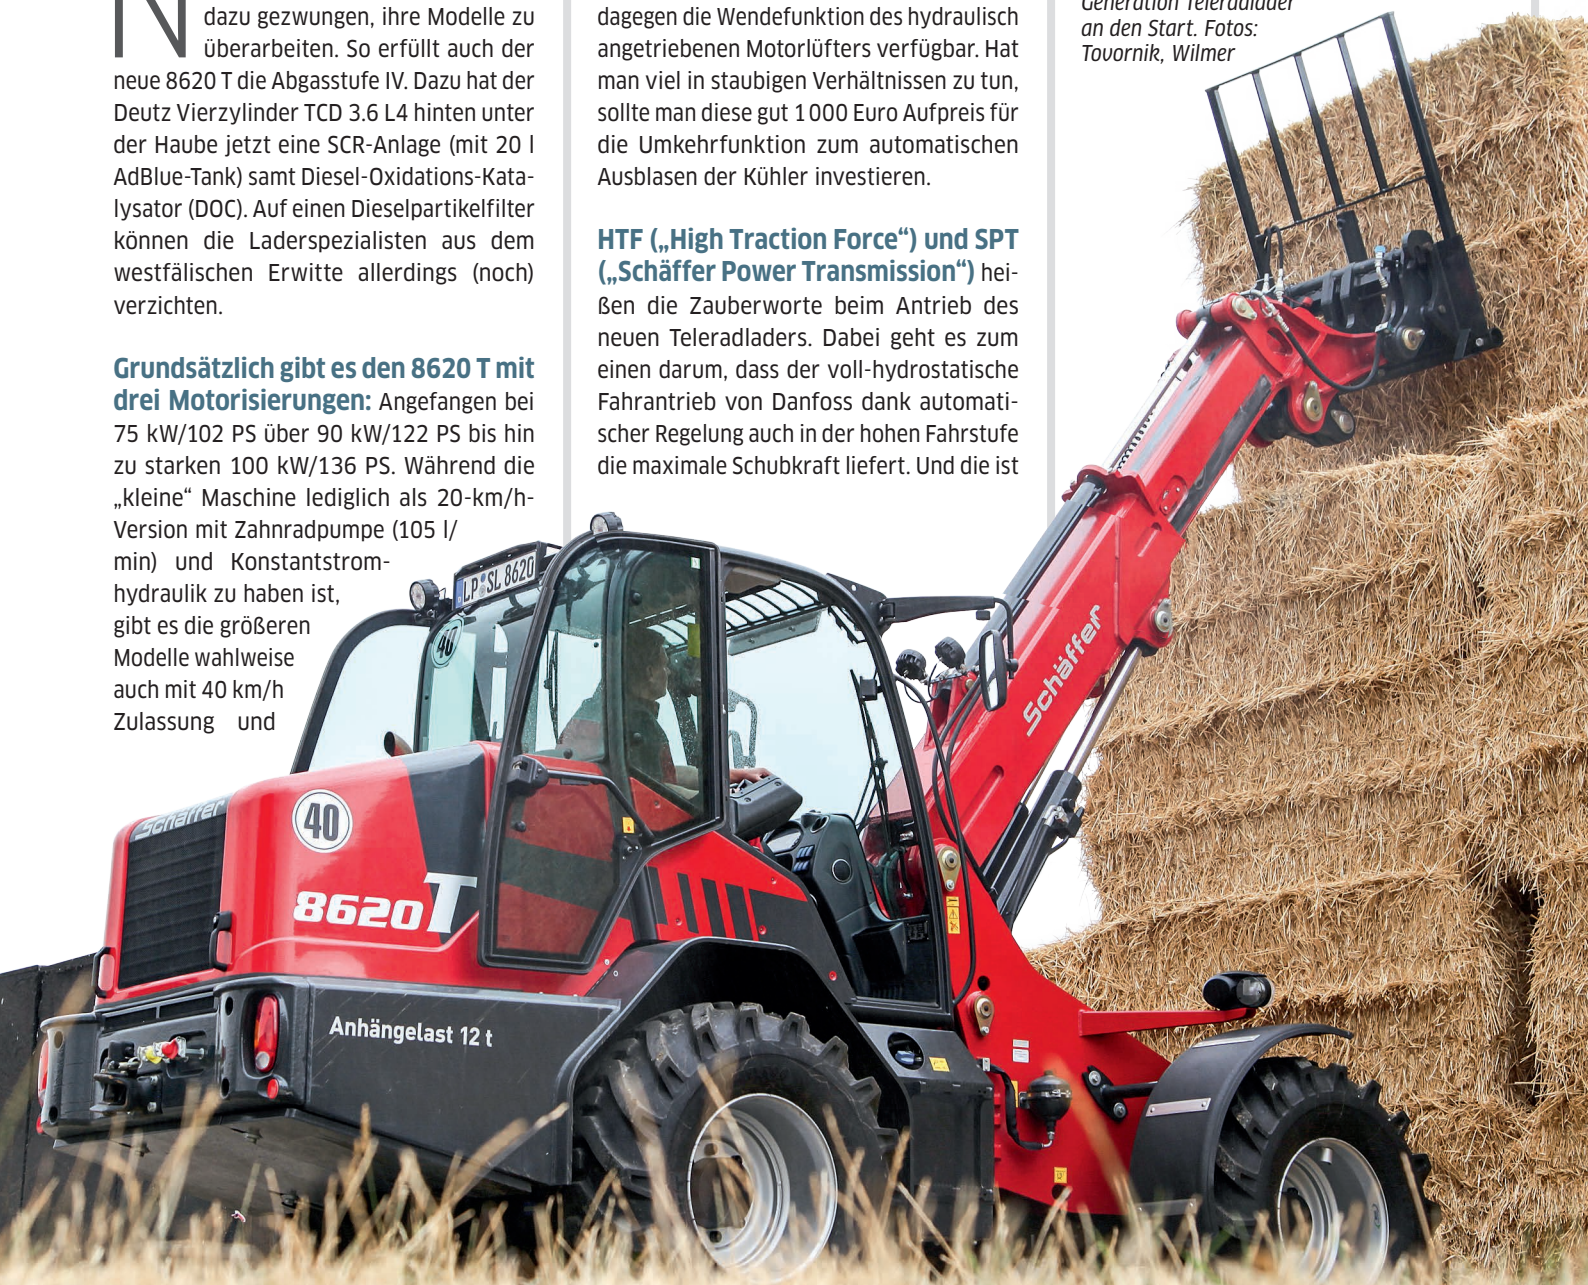 N
dazu gezwungen, ihre Modelle zu
überarbeiten. So erfüllt auch der
neue 8620 T die Abgasstufe IV. Dazu hat der
Deutz Vierzylinder TCD 3.6 L4 hinten unter
der Haube jetzt eine SCR-Anlage (mit 20 l
AdBlue-Tank) samt Diesel-Oxidations-Kata-
lysator (DOC). Auf einen Dieselpartikelfilter
können die Laderspezialisten aus dem
westfälischen Erwitte allerdings (noch)
verzichten.
Grundsätzlich gibt es den 8620 T mit
drei Motorisierungen: Angefangen bei
75 kW/102 PS über 90 kW/122 PS bis hin
zu starken 100 kW/136 PS. Während die
„kleine“ Maschine lediglich als 20-km/h-
Version mit Zahnradpumpe (105 l/
min) und Konstantstrom-
hydraulik zu haben ist,
gibt es die größeren
Modelle wahlweise
auch mit 40 km/h
Zulassung und
dagegen die Wendefunktion des hydraulisch
angetriebenen Motorlüfters verfügbar. Hat
man viel in staubigen Verhältnissen zu tun,
sollte man diese gut 1 000 Euro Aufpreis für
die Umkehrfunktion zum automatischen
Ausblasen der Kühler investieren.
HTF („High Traction Force“) und SPT
(„Schäffer Power Transmission“) hei-
ßen die Zauberworte beim Antrieb des
neuen Teleradladers. Dabei geht es zum
einen darum, dass der voll-hydrostatische
Fahrantrieb von Danfoss dank automati-
scher Regelung auch in der hohen Fahrstufe
die maximale Schubkraft liefert. Und die ist
Generation Teleradlader
an den Start. Fotos:
Tovornik, Wilmer
LP SL 8620
40
Schäffer
Schäffer
40
8620 T
Anhängelast 12 t